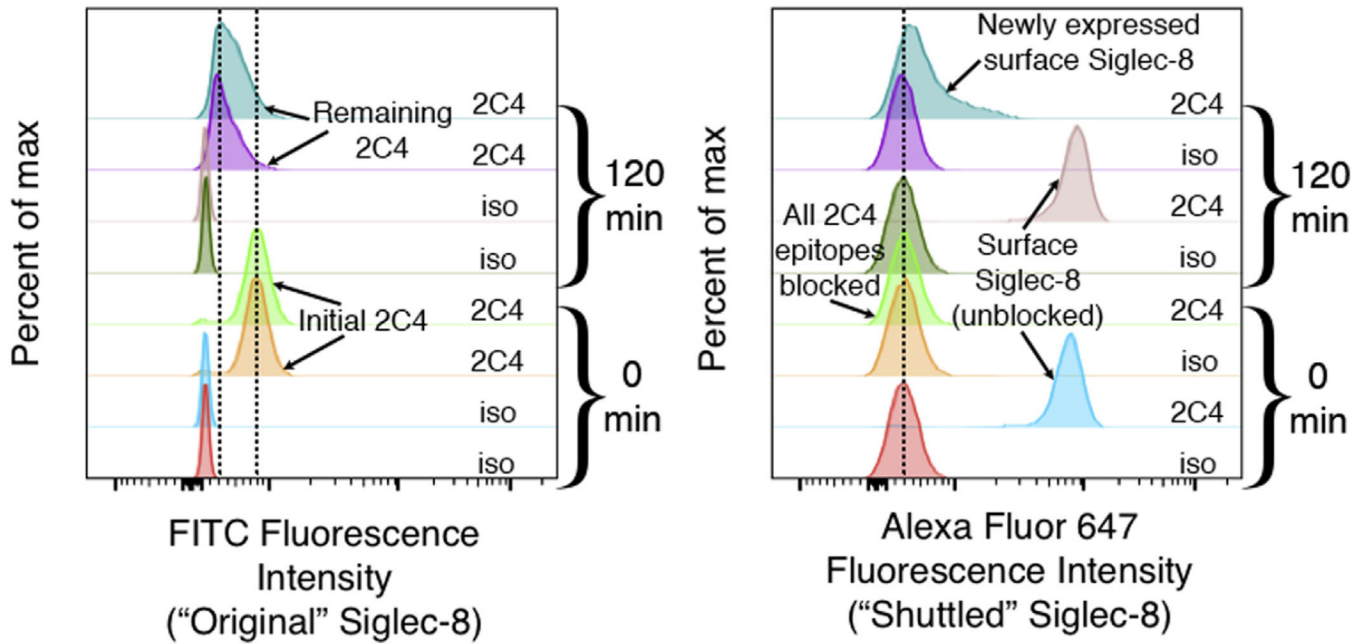 Percent of max
Remaining
2C4
Initial 2C4
2C4
2C4
iso
iso
2C4
2C4
iso
iso
120
min
0
min
FITC Fluorescence
Intensity
(“Original” Siglec-8)
Percent of max
Newly expressed
surface Siglec-8
All 2C4
epitopes
blocked
Surface
Siglec-8
(unblocked)
2C4
iso
2C4
iso
2C4
iso
2C4
iso
120
min
0
min
Alexa Fluor 647
Fluorescence Intensity
(“Shuttled” Siglec-8)